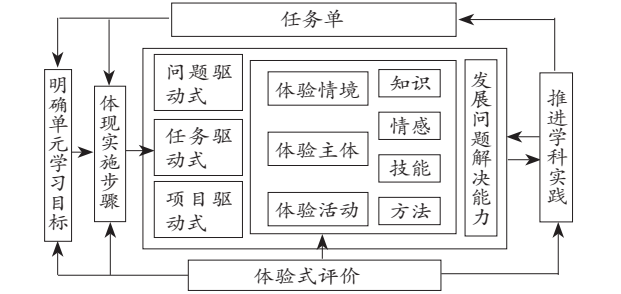 任务单
明确单元学习目标
体现实施步骤
问题驱
动式
任务驱
动式
项目驱
动式
体验情境
体验主体
体验活动
知识
情感
技能
方法
发展问题解决能力
推进学科实践
体验式评价